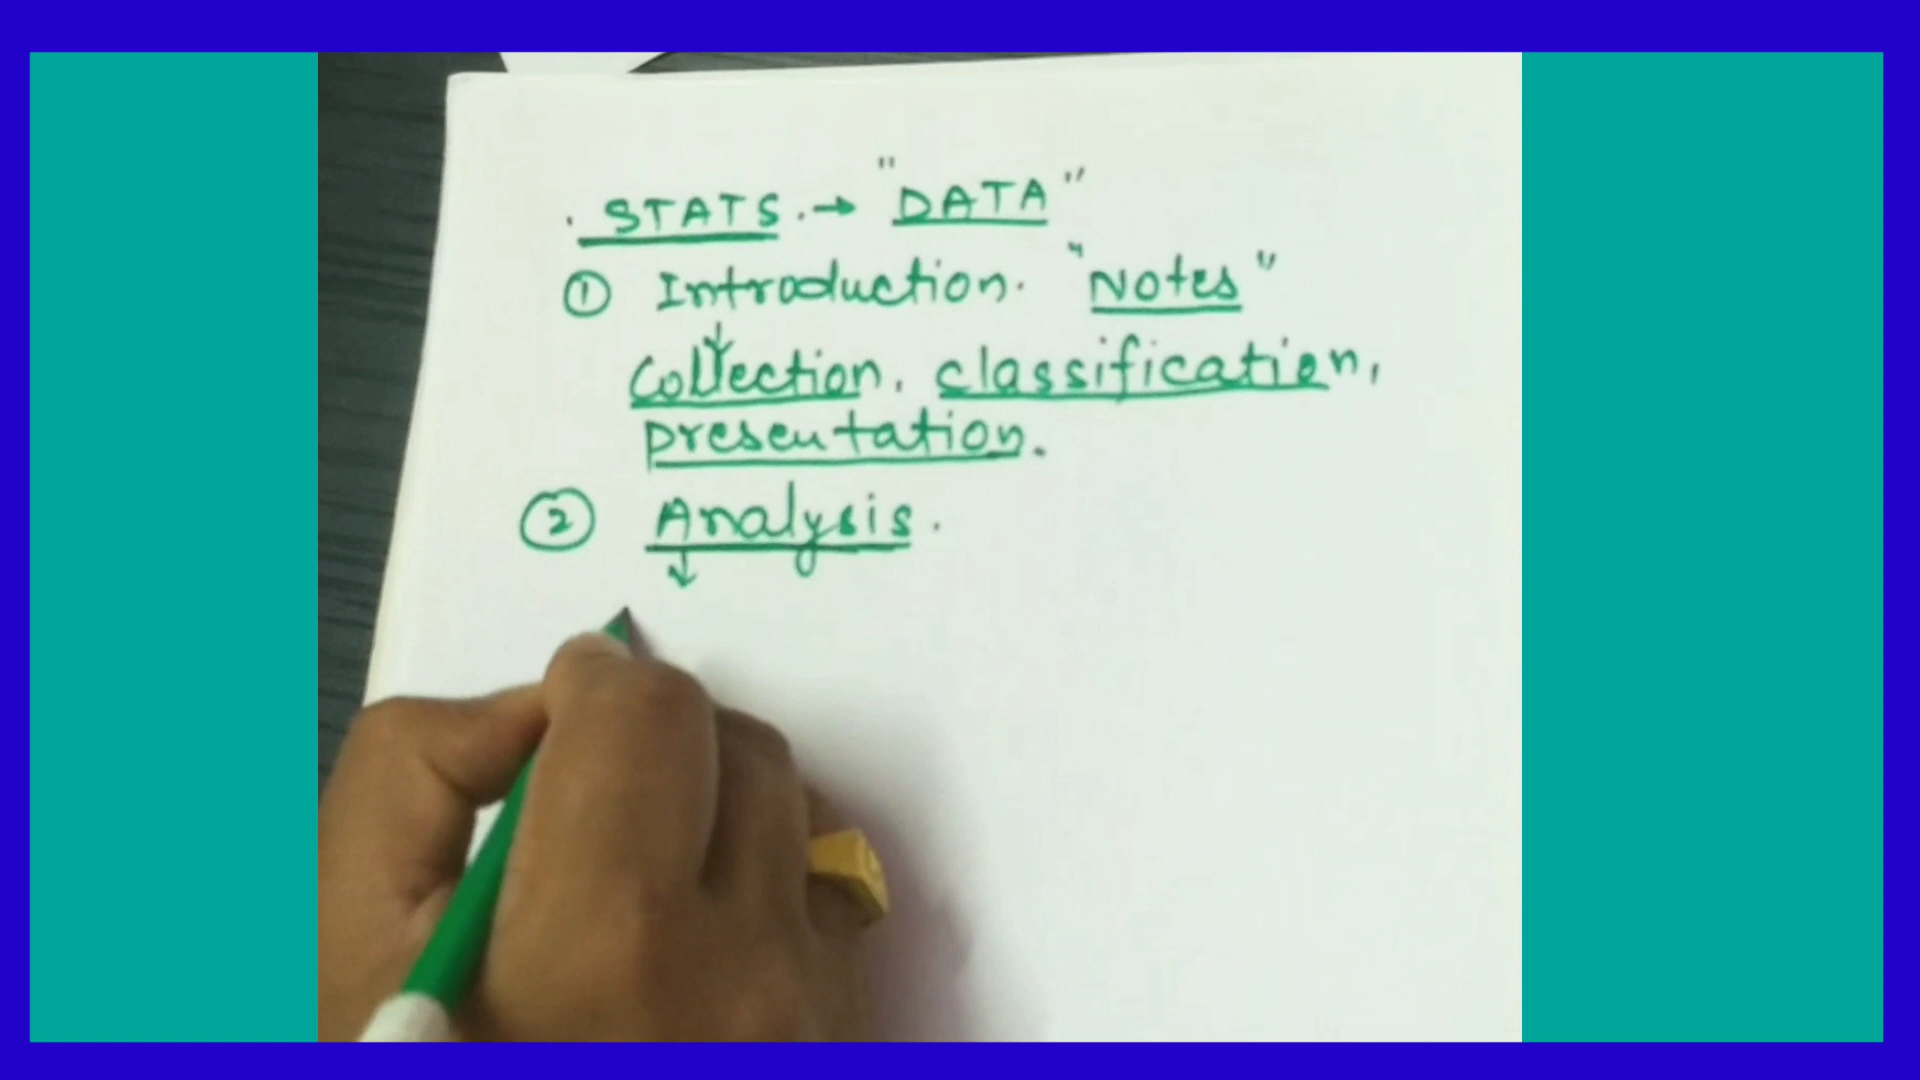 . STATS . → "DATA"
① Introduction. "Notes"
↓
Collection, classification,
presentation.
② Analysis.
↓